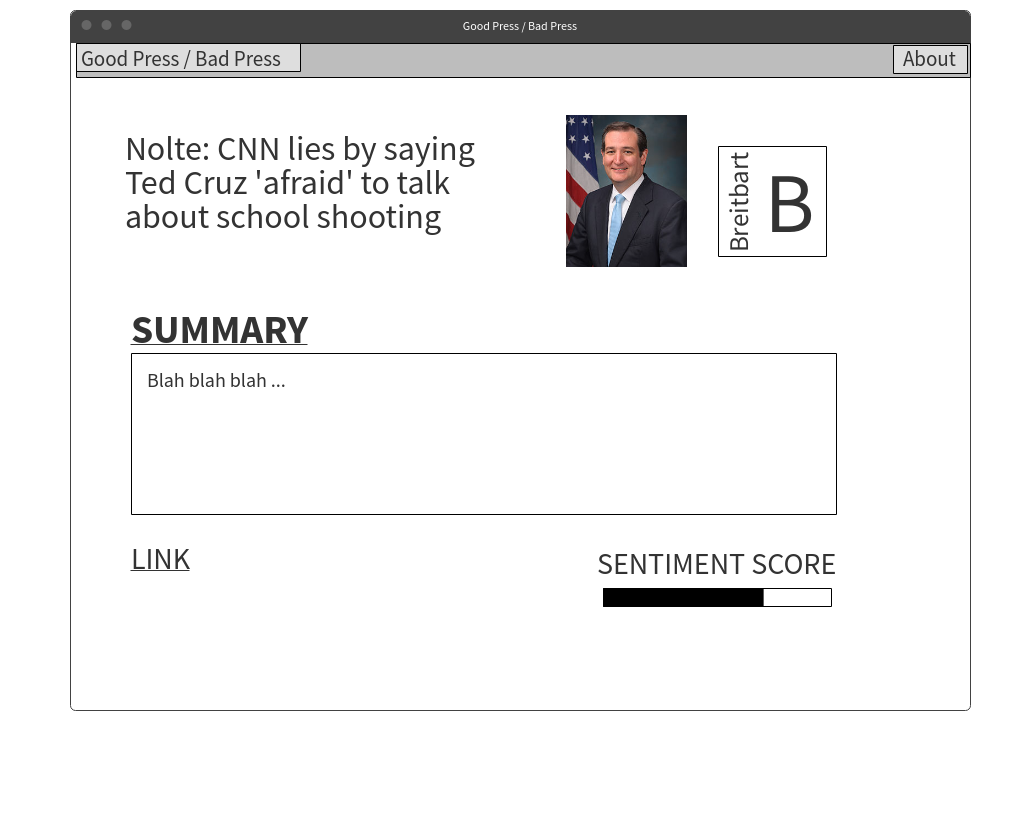 Good Press / Bad Press
Good Press / Bad Press
About
Nolte: CNN lies by saying
Ted Cruz 'afraid' to talk
about school shooting
Breitbart
B
SUMMARY
Blah blah blah ...
LINK
SENTIMENT SCORE